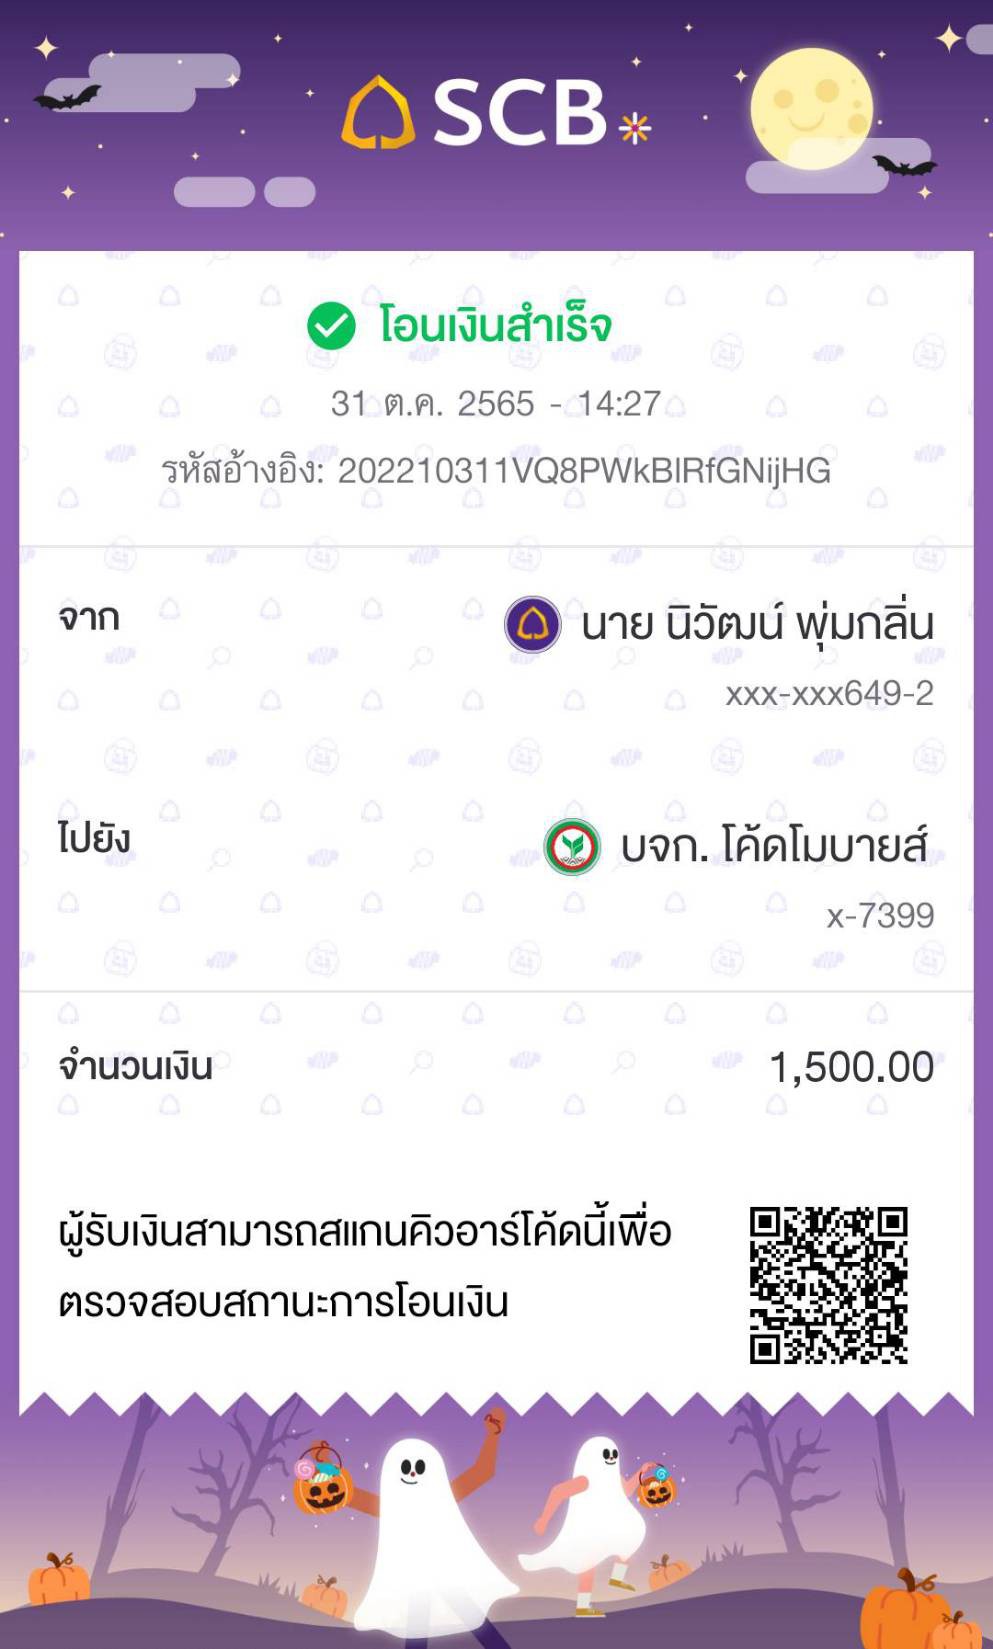 SCB
โอนเงินสำเร็จ
31 ต.ค. 2565 - 14:27
รหัสอ้างอิง: 202210311VQ8PWkBlRfGNijHG
จาก
นาย นิวัฒน์ พุ่มกลิ่น
xxx-xxx649-2
ไปยัง
บจก. โค้ดโมบายส์
x-7399
จำนวนเงิน
1,500.00
ผู้รับเงินสามารถสแกนคิวอาร์โค้ดนี้เพื่อ
ตรวจสอบสถานะการโอนเงิน